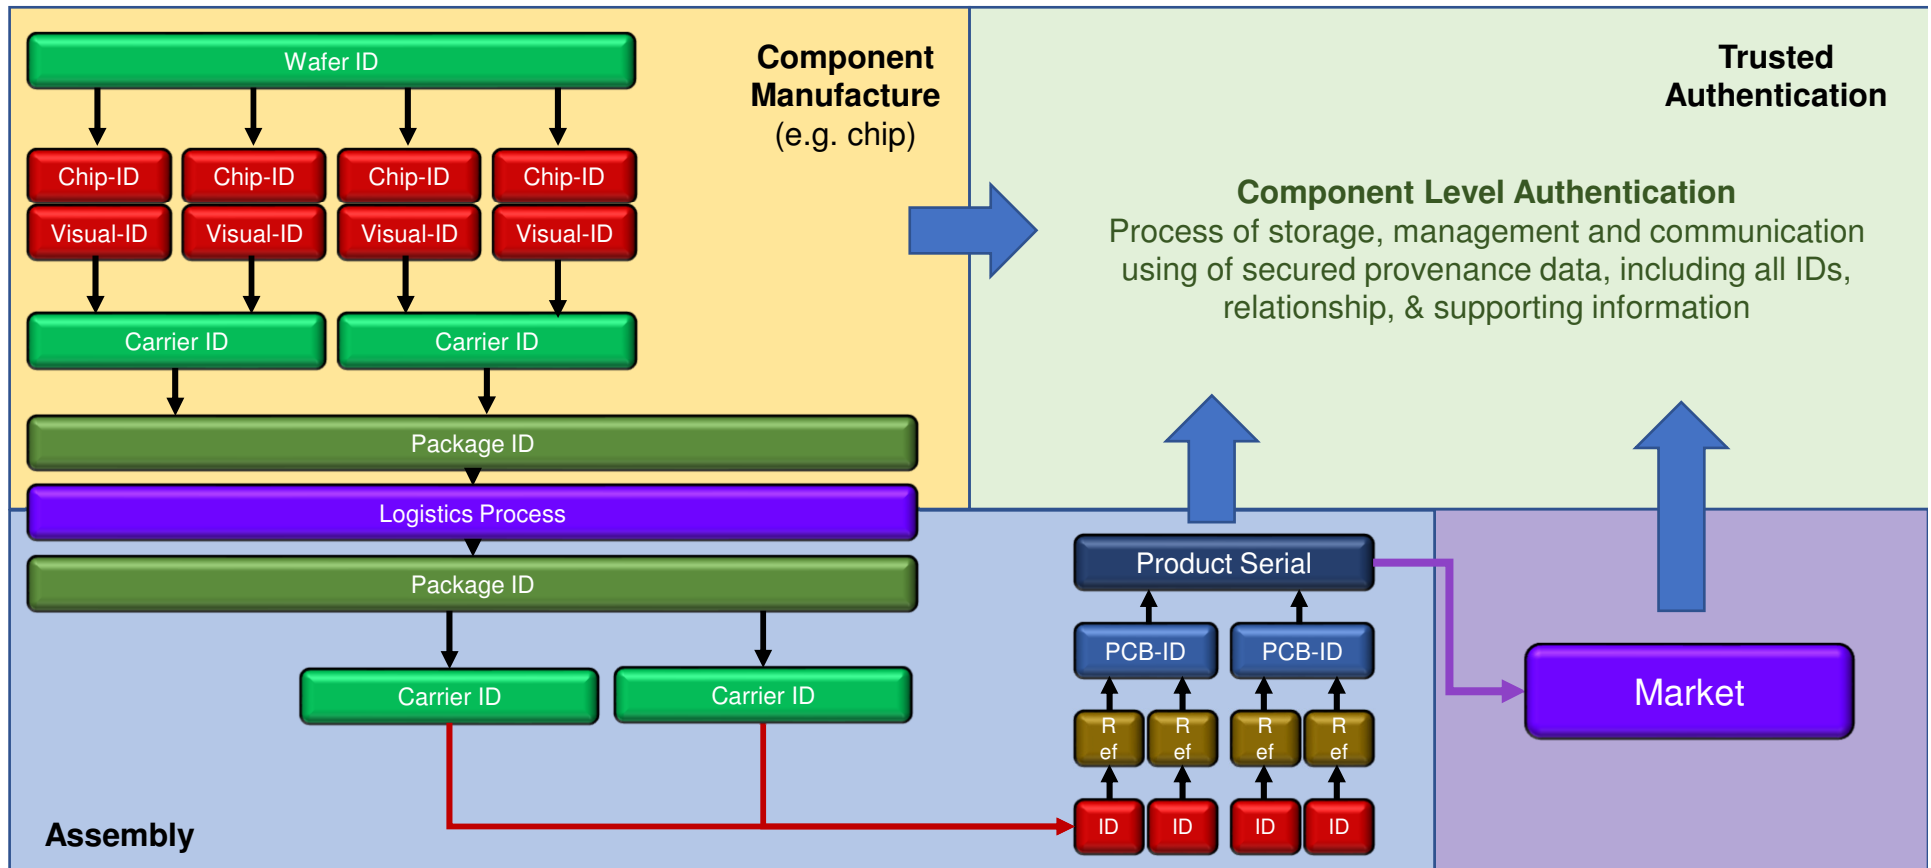 Wafer ID
Component
Manufacture
(e.g. chip)
Trusted
Authentication
Chip-ID
Chip-ID
Chip-ID
Chip-ID
Visual-ID
Visual-ID
Visual-ID
Visual-ID
Component Level Authentication
Process of storage, management and communication
using of secured provenance data, including all IDs,
relationship, & supporting information
Carrier ID
Carrier ID
Package ID
Logistics Process
Package ID
Carrier ID
Carrier ID
Product Serial
PCB-ID
PCB-ID
R
ef
R
ef
R
ef
R
ef
ID
ID
ID
ID
Market
Assembly